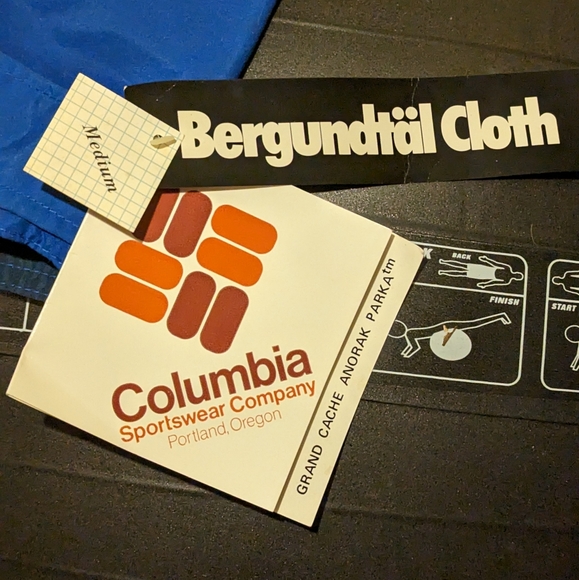 Medium
Bergundtäl Cloth
Columbia
Sportswear Company
Portland, Oregon
GRAND CACHE ANORAK PARKA™
BACK
FINISH
START